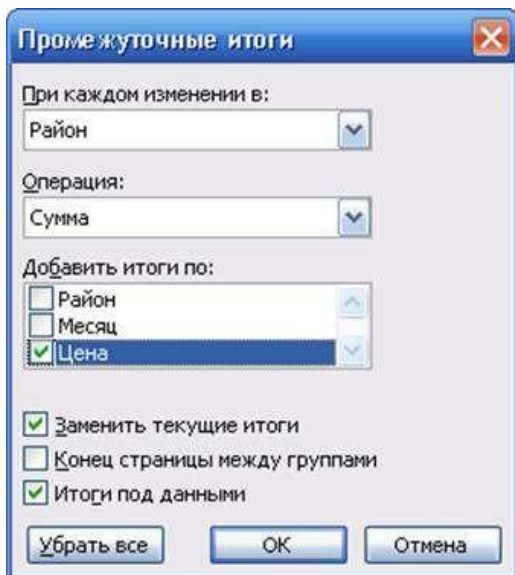 Промежуточные итоги
При каждом изменении в:
Район
Операция:
Сумма
Добавить итоги по:
Район
Месяц
Цена
Заменить текущие итоги
Конец страницы между группами
Итоги под данными
Убрать все ОК Отмена